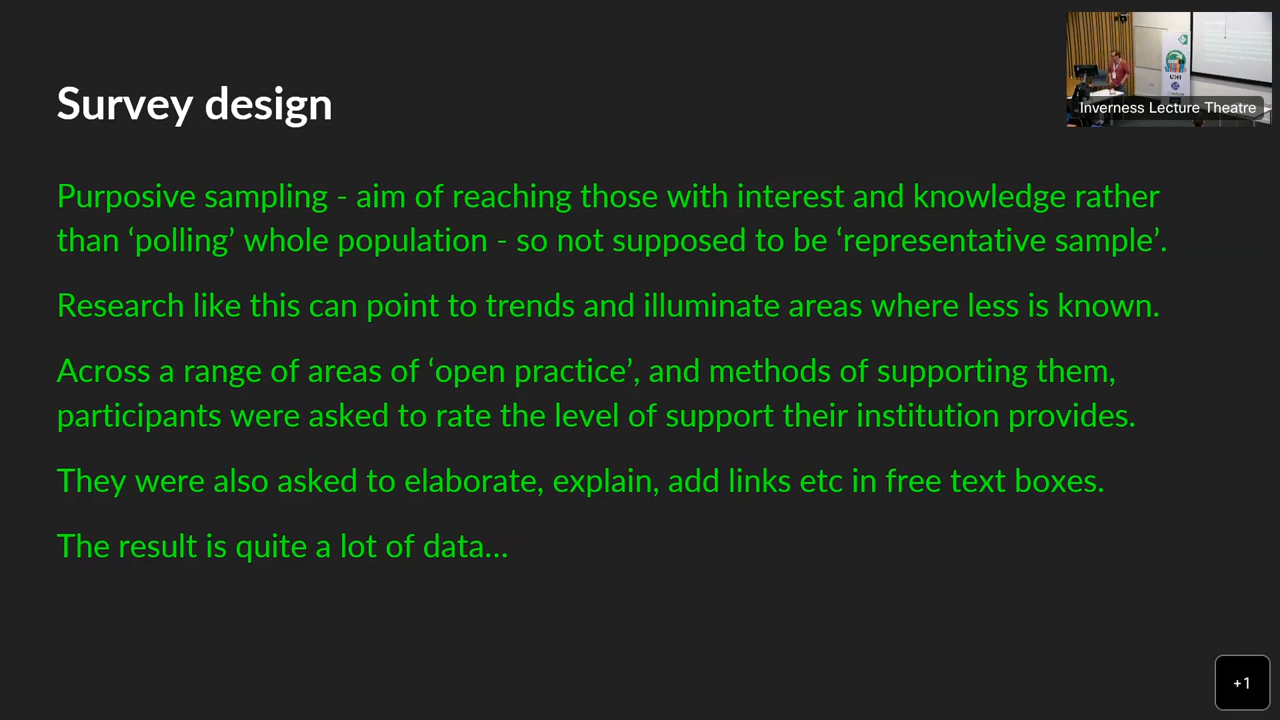 Survey design
Inverness Lecture Theatre
Purposive sampling - aim of reaching those with interest and knowledge rather
than ‘polling’ whole population - so not supposed to be ‘representative sample’.
Research like this can point to trends and illuminate areas where less is known.
Across a range of areas of ‘open practice’, and methods of supporting them,
participants were asked to rate the level of support their institution provides.
They were also asked to elaborate, explain, add links etc in free text boxes.
The result is quite a lot of data...
+1